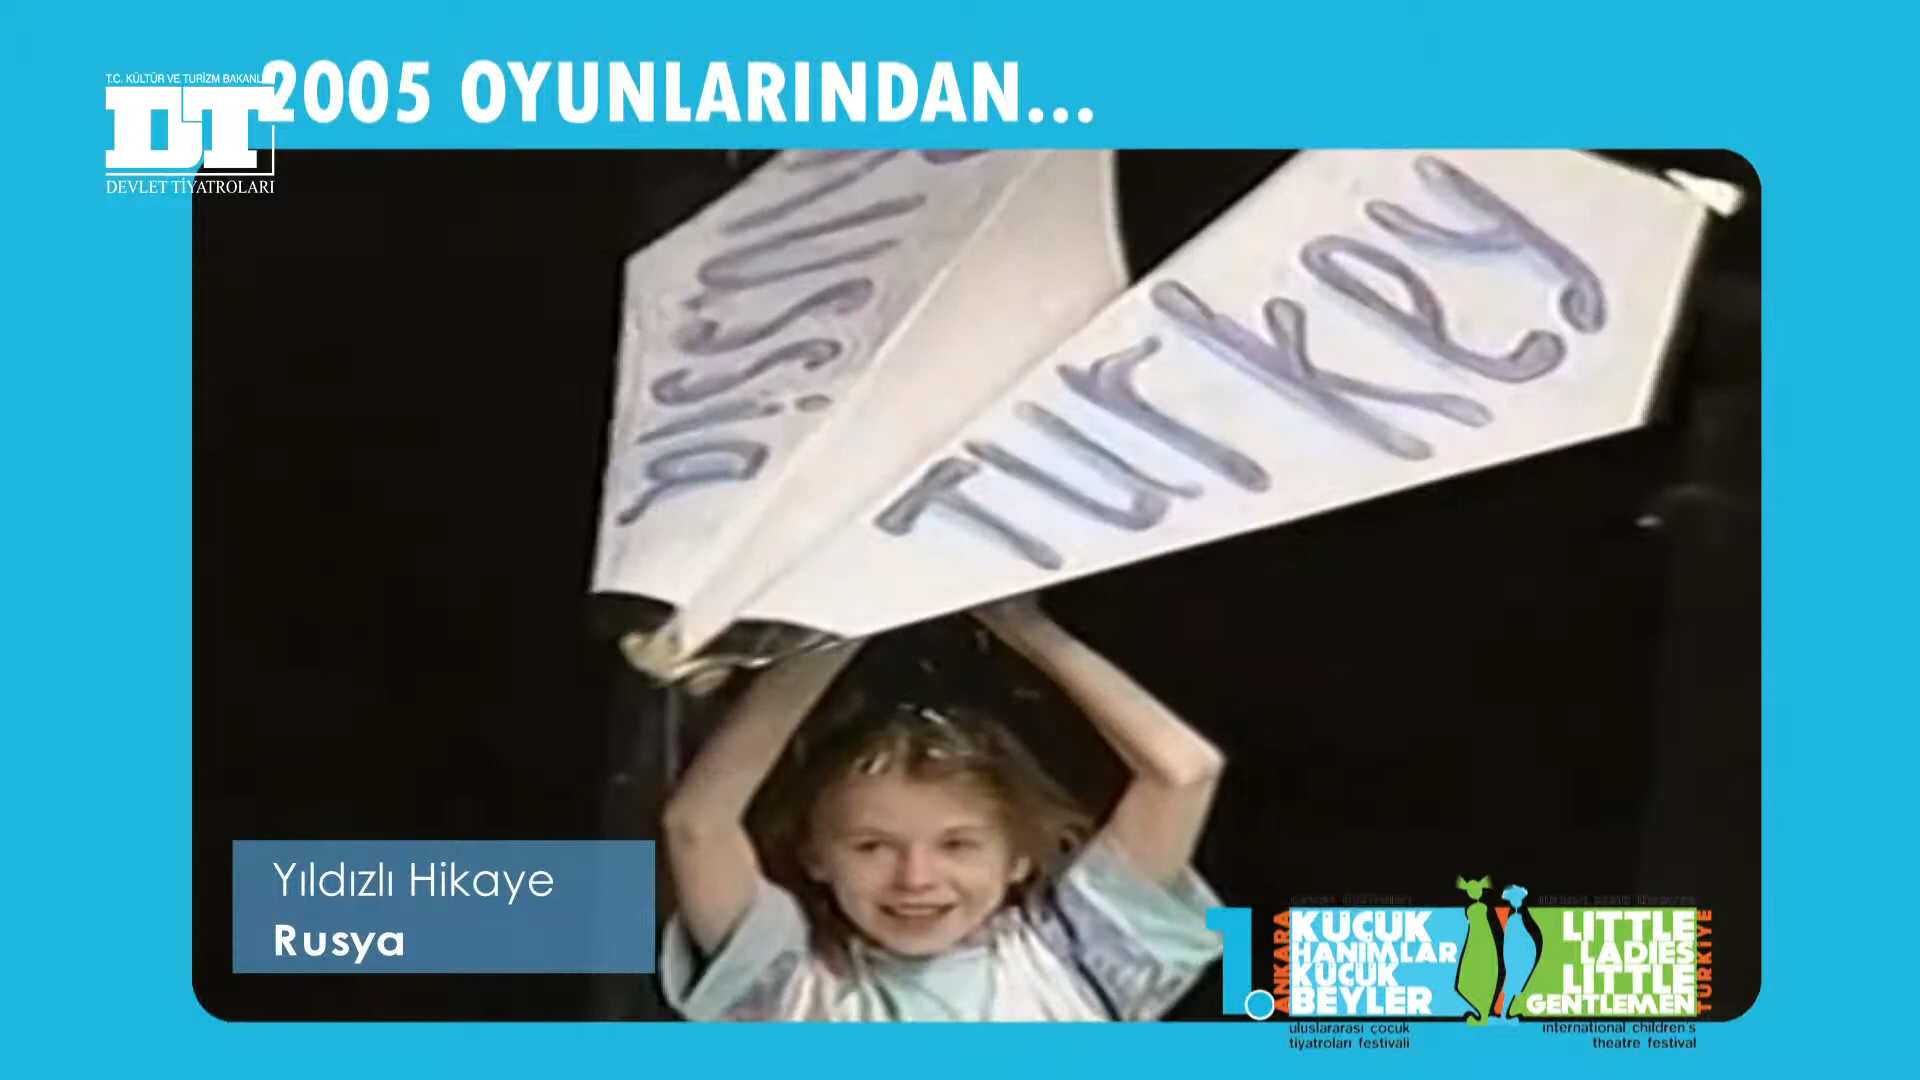 T.C. KÜLTÜR VE TURİZM BAKANLI
DT
DEVLET TİYATROLARI
2005 OYUNLARINDAN...
Russia
Turkey
Yıldızlı Hikaye
Rusya
1.
ANKARA
KÜÇÜK
HANIMLAR
KÜÇÜK
BEYLER
uluslararası çocuk
tiyatroları festivali
LITTLE
LADIES
LITTLE
GENTLEMEN
TÜRKİYE
international children's
theatre festival